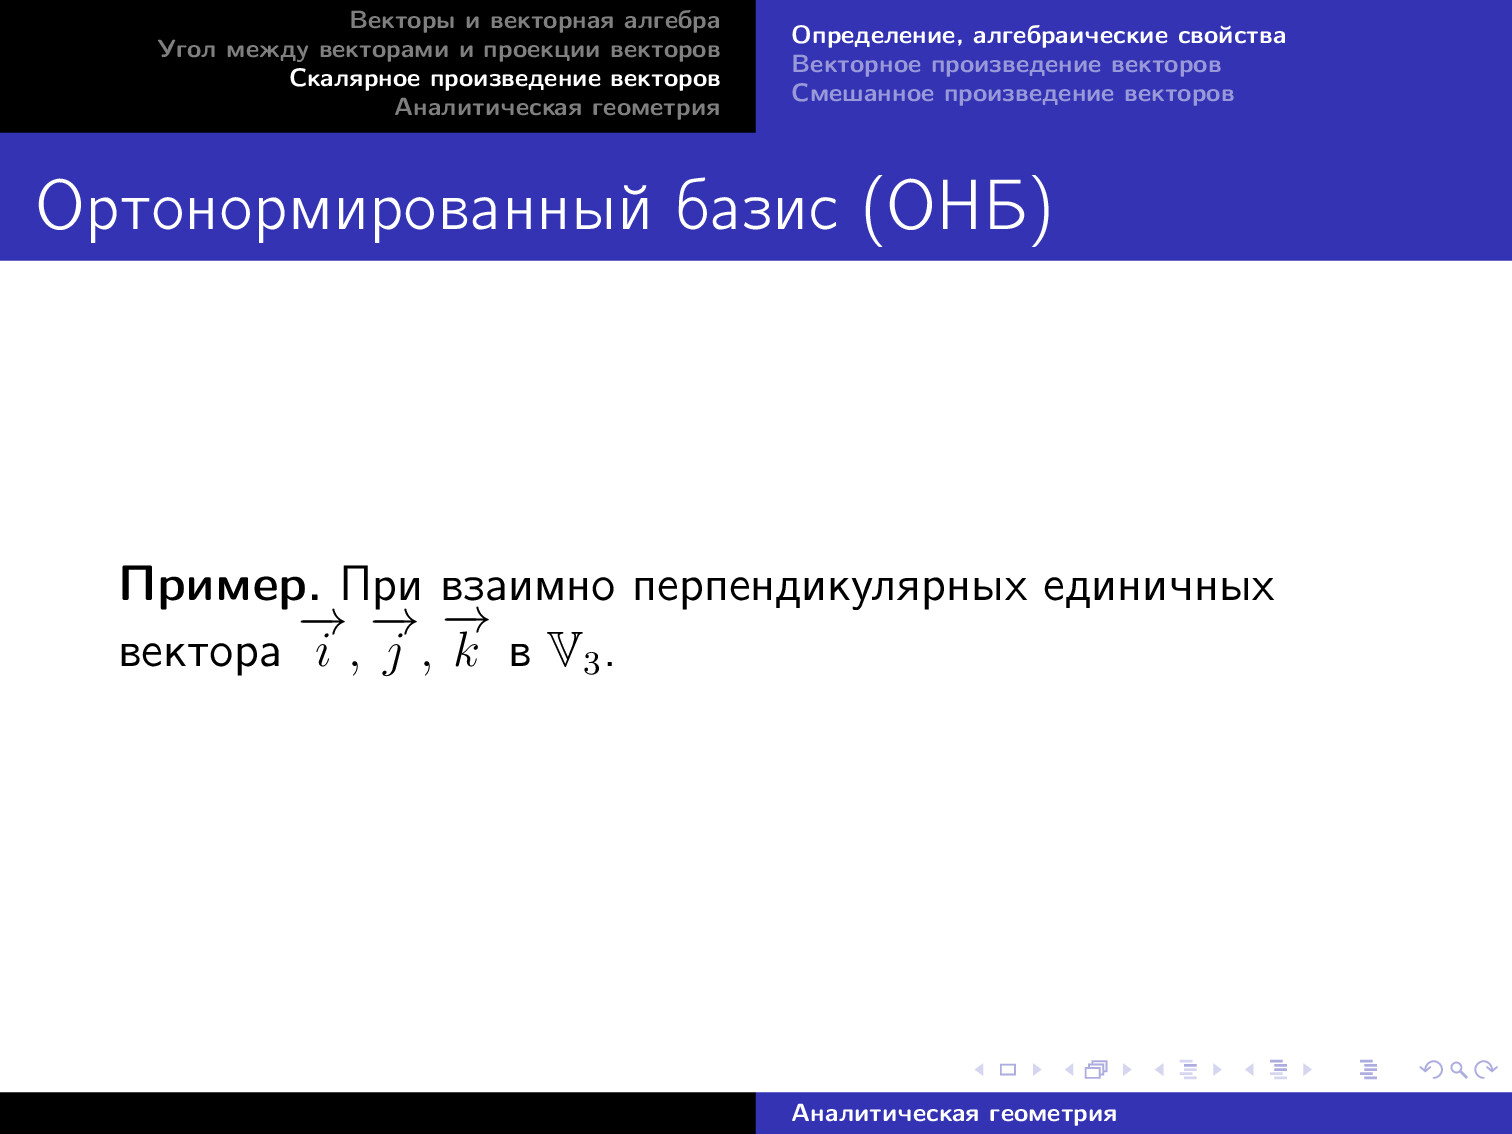 Векторы и векторная алгебра
Угол между векторами и проекции векторов
Скалярное произведение векторов
Аналитическая геометрия
Определение, алгебраические свойства
Векторное произведение векторов
Смешанное произведение векторов
Ортонормированный базис (ОНБ)
Пример. При взаимно перпендикулярных единичных
вектора $\overrightarrow{i}$, $\overrightarrow{j}$, $\overrightarrow{k}$ в $\mathbb{V}_3$.
Аналитическая геометрия